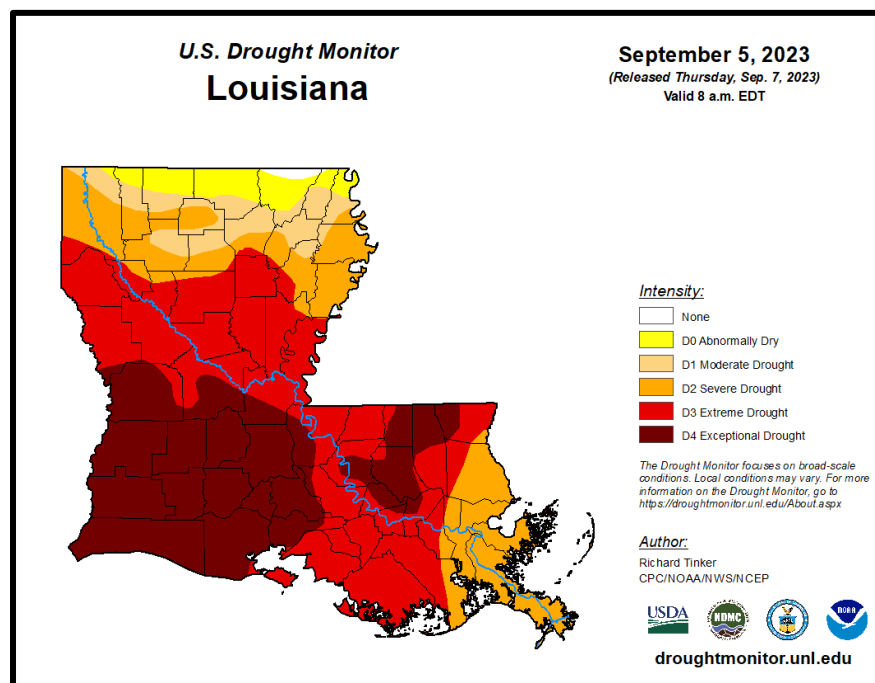 U.S. Drought Monitor
Louisiana
September 5, 2023
(Released Thursday, Sep. 7, 2023)
Valid 8 a.m. EDT
Intensity:
None
D0 Abnormally Dry
D1 Moderate Drought
D2 Severe Drought
D3 Extreme Drought
D4 Exceptional Drought
The Drought Monitor focuses on broad-scale
conditions. Local conditions may vary. For more
information on the Drought Monitor, go to
https://droughtmonitor.unl.edu/About.aspx
Author:
Richard Tinker
CPC/NOAA/NWS/NCEP
USDA
NDMC
NOAA
droughtmonitor.unl.edu